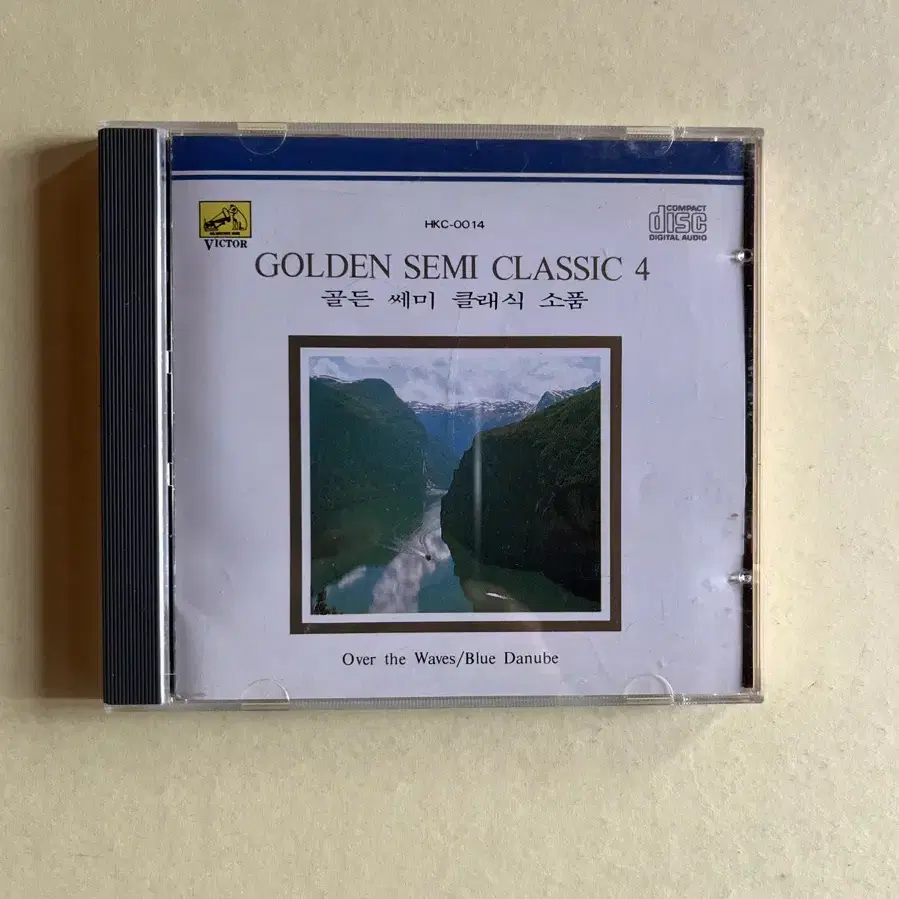 HKC-0014
COMPACT
disc
DIGITAL AUDIO
VICTOR
GOLDEN SEMI CLASSIC 4
골든 쎄미 클래식 소품
Over the Waves/Blue Danube